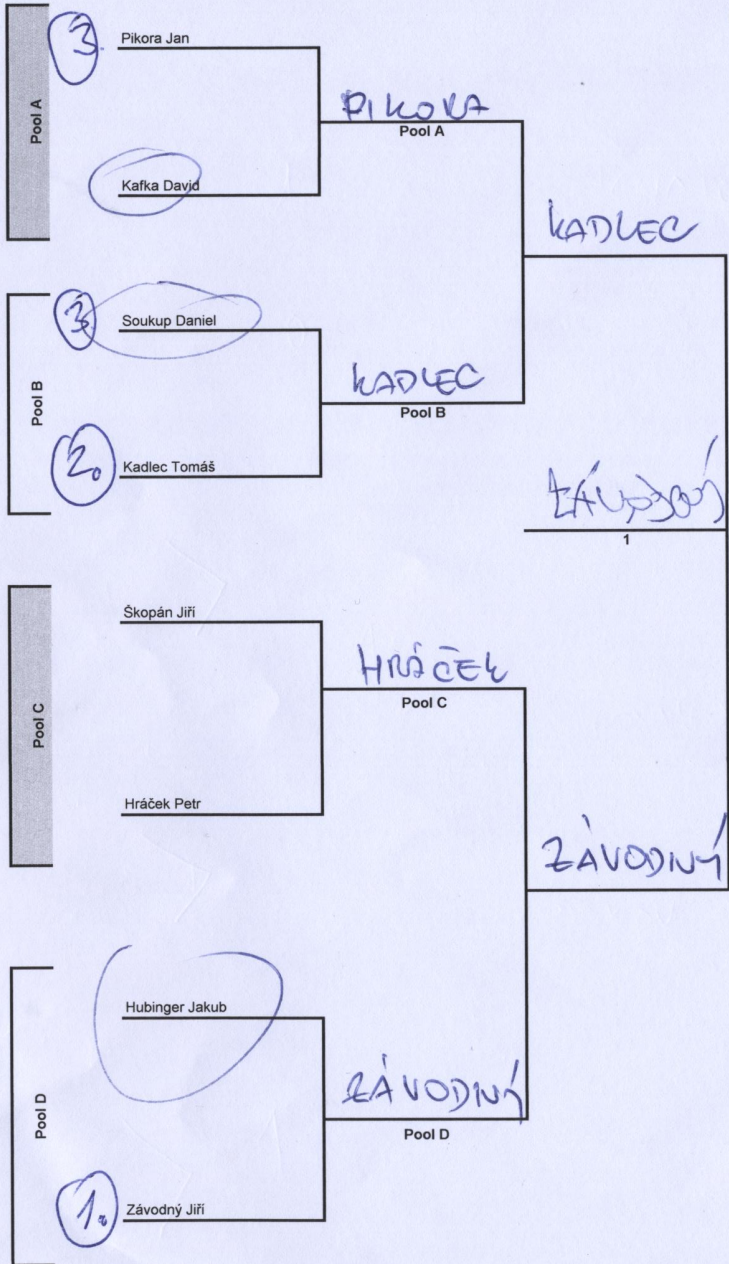 3. Pikora Jan
PIKORA
Pool A
Pool A
Kafka David
KADLEC
3. Soukup Daniel
KADLEC
Pool B
Pool B
2. Kadlec Tomáš
ZÁVODNÝ
1
Škopán Jiří
HRÁČEK
Pool C
Pool C
Hráček Petr
ZÁVODNÝ
Hubinger Jakub
ZÁVODNÝ
Pool D
Pool D
1. Závodný Jiří